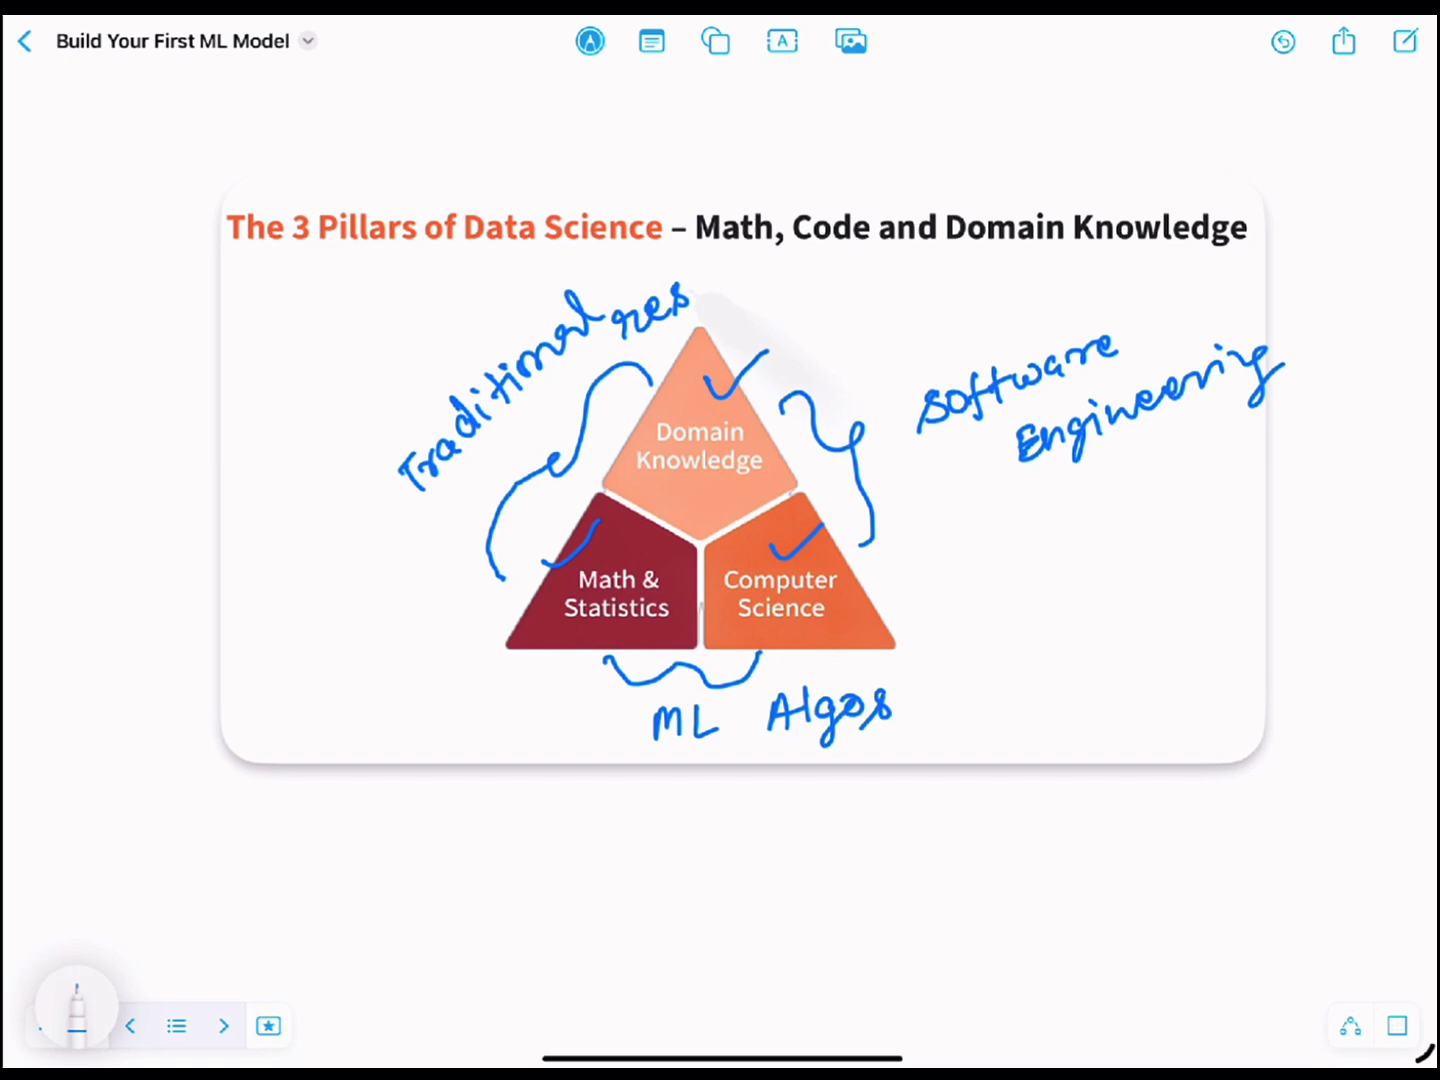 Build Your First ML Model
The 3 Pillars of Data Science – Math, Code and Domain Knowledge
Traditional res
Software
Engineering
Domain
Knowledge
Math &
Statistics
Computer
Science
ML Algos